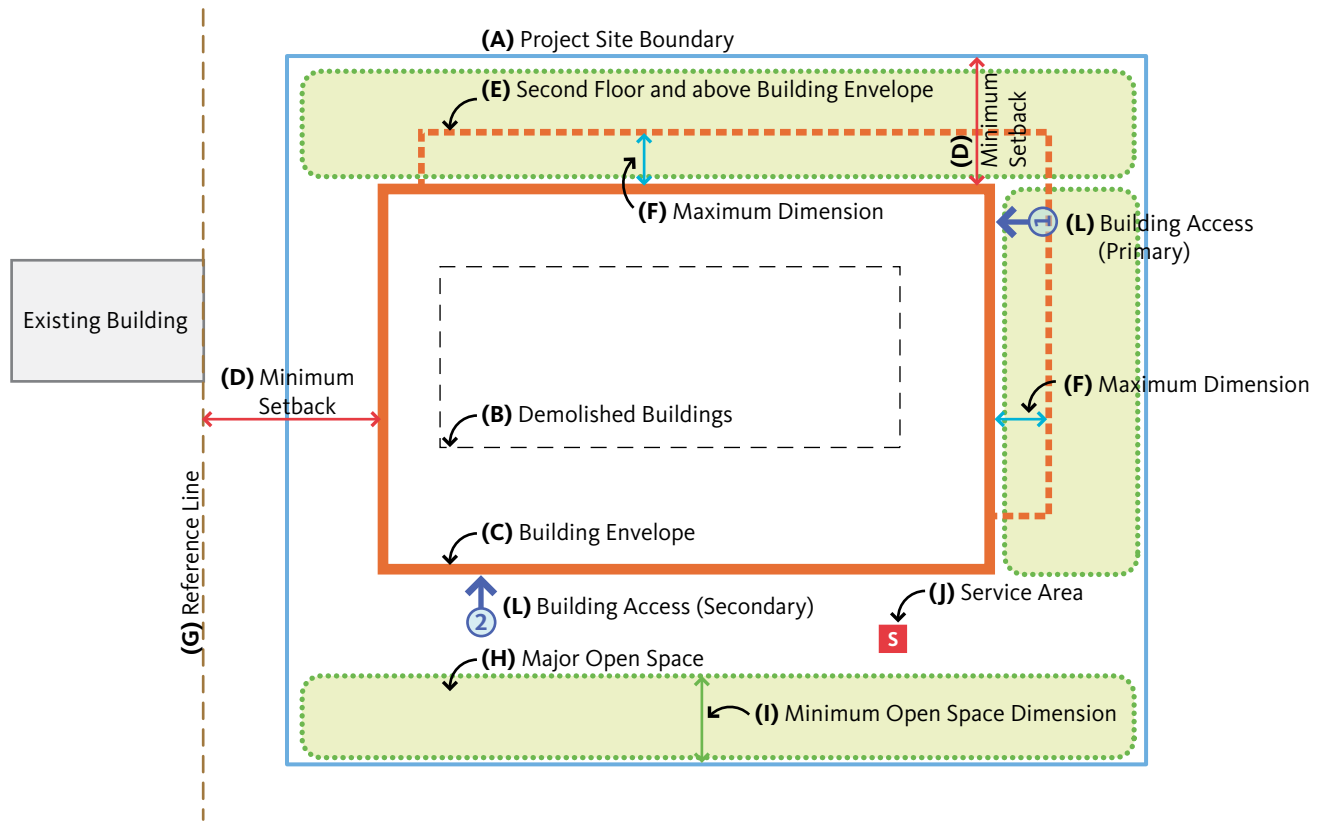 (A) Project Site Boundary
(E) Second Floor and above Building Envelope
(D) Minimum
Setback
(F) Maximum Dimension
1
(L) Building Access
(Primary)
Existing Building
(D) Minimum
Setback
(F) Maximum Dimension
(B) Demolished Buildings
(G) Reference Line
(C) Building Envelope
(J) Service Area
2
(L) Building Access (Secondary)
S
(H) Major Open Space
(I) Minimum Open Space Dimension